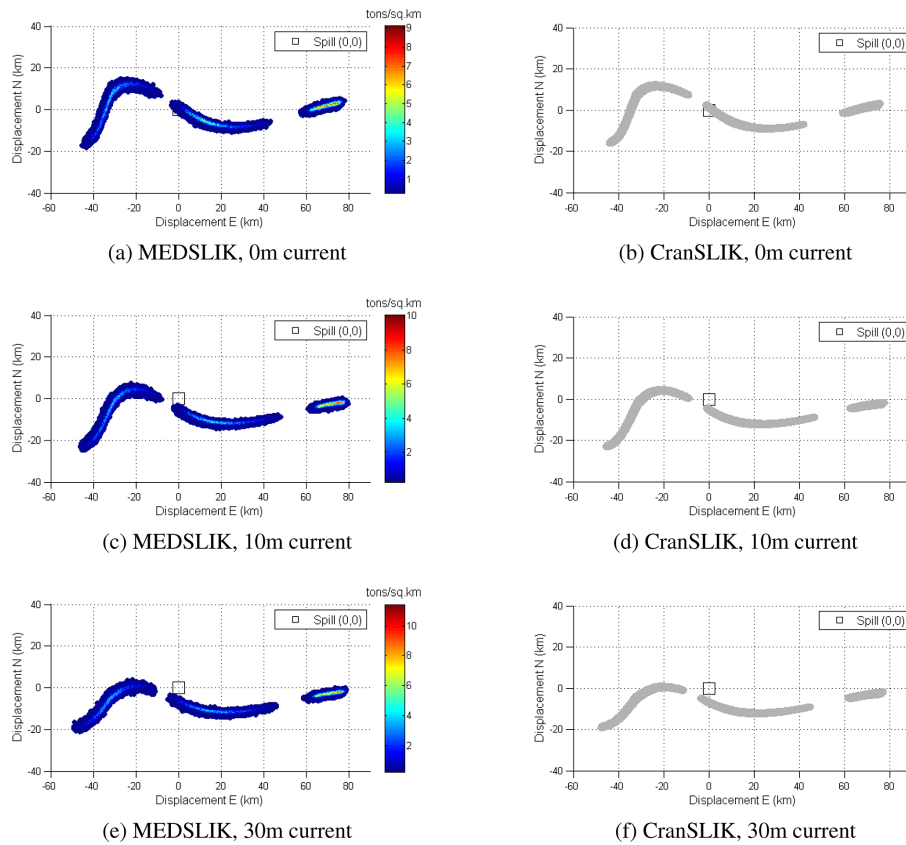 tons/sq.km
40
20
0
-20
-40
Displacement N (km)
-60 -40 -20 0 20 40 60 80
Displacement E (km)
Spill (0,0)
9
8
7
6
5
4
3
2
1
(a) MEDSLIK, 0m current
40
20
0
-20
-40
Displacement N (km)
-60 -40 -20 0 20 40 60 80
Displacement E (km)
Spill (0,0)
(b) CranSLIK, 0m current
tons/sq.km
40
20
0
-20
-40
Displacement N (km)
-60 -40 -20 0 20 40 60 80
Displacement E (km)
Spill (0,0)
10
8
6
4
2
(c) MEDSLIK, 10m current
40
20
0
-20
-40
Displacement N (km)
-60 -40 -20 0 20 40 60 80
Displacement E (km)
Spill (0,0)
(d) CranSLIK, 10m current
tons/sq.km
40
20
0
-20
-40
Displacement N (km)
-60 -40 -20 0 20 40 60 80
Displacement E (km)
Spill (0,0)
10
8
6
4
2
(e) MEDSLIK, 30m current
40
20
0
-20
-40
Displacement N (km)
-60 -40 -20 0 20 40 60 80
Displacement E (km)
Spill (0,0)
(f) CranSLIK, 30m current